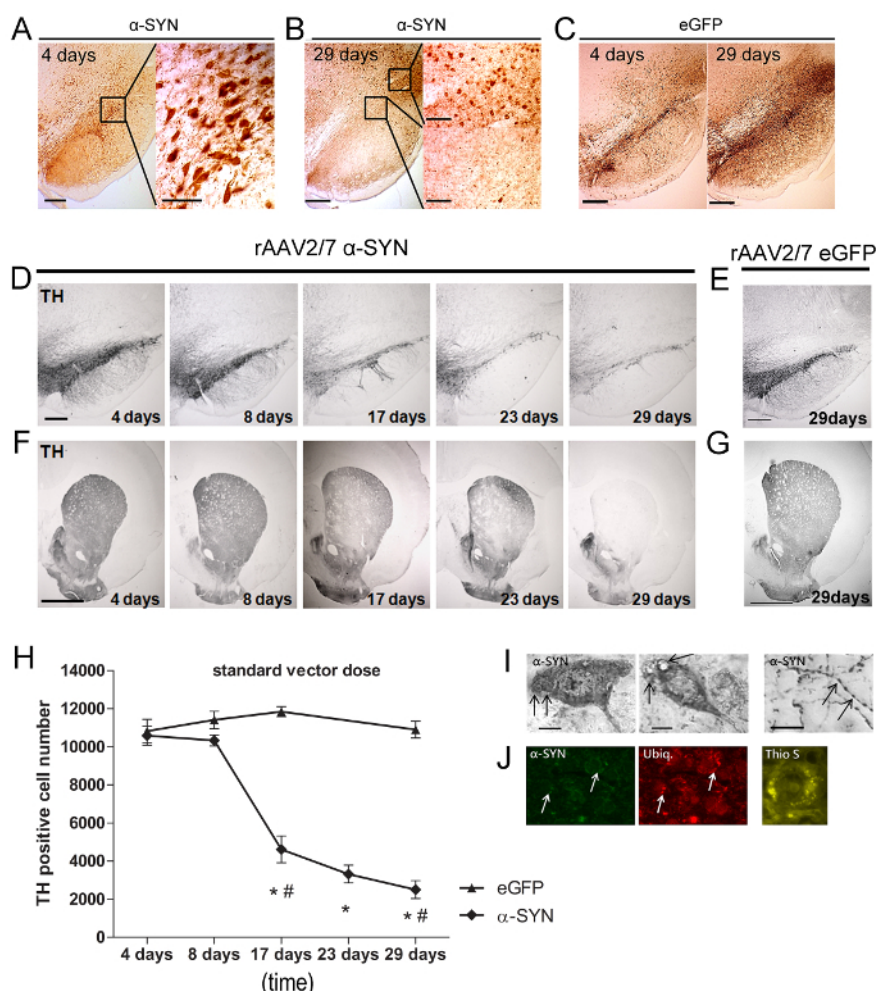 A
α-SYN
4 days
B
α-SYN
29 days
C
eGFP
4 days
29 days
rAAV2/7 α-SYN
rAAV2/7 eGFP
D
TH
4 days
8 days
17 days
23 days
29 days
E
29days
F
TH
4 days
8 days
17 days
23 days
29 days
G
29days
H
standard vector dose
TH positive cell number
14000
12000
10000
8000
6000
4000
2000
0
* #
*
* #
4 days 8 days 17 days 23 days 29 days
(time)
eGFP
α-SYN
I
α-SYN
α-SYN
J
α-SYN
Ubiq.
Thio S